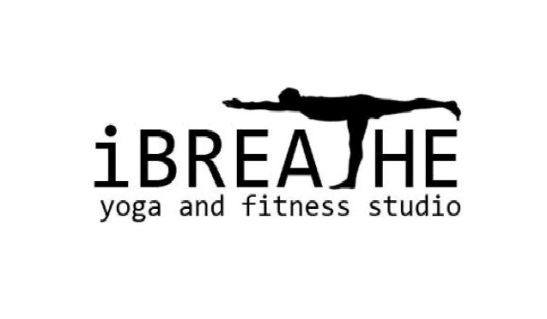 iBREATHE
yoga and fitness studio